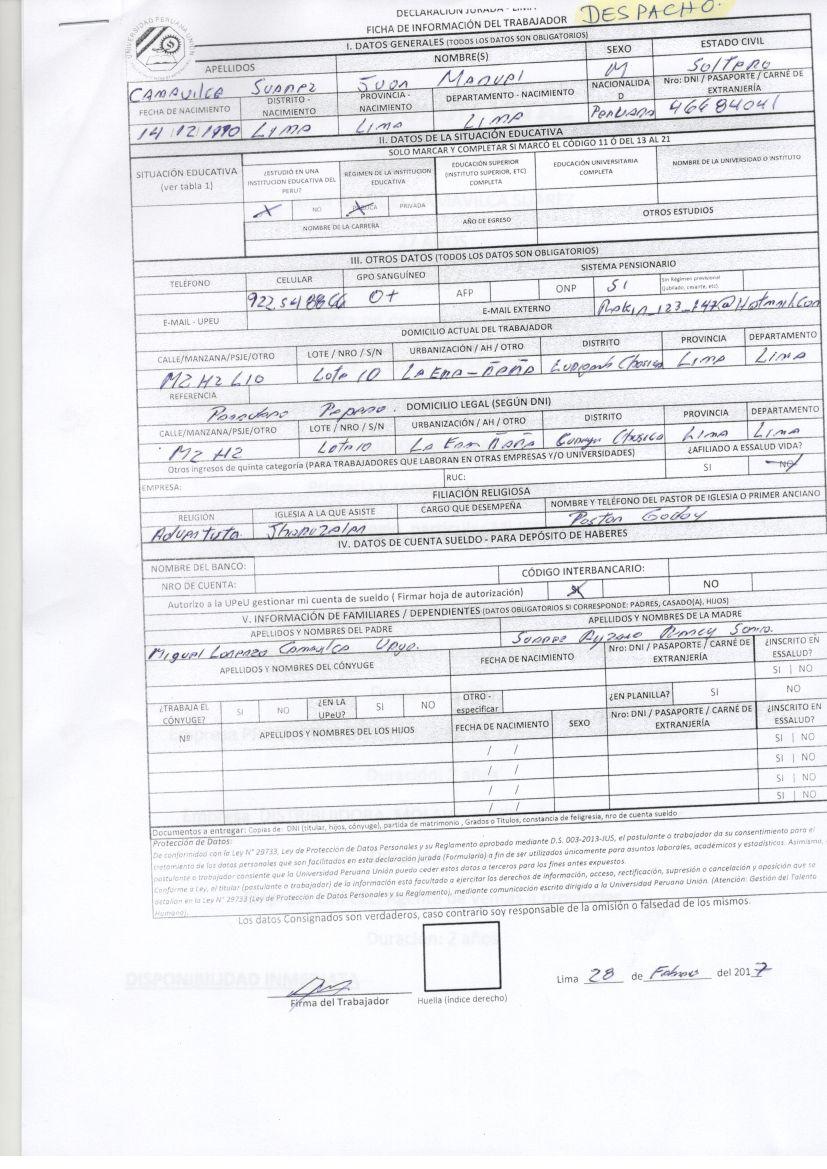 DECLARACIÓN JURADA - LIMA
DESPACHO.
FICHA DE INFORMACIÓN DEL TRABAJADOR
UNIVERSIDAD PERUANA UNIÓN
I. DATOS GENERALES (TODOS LOS DATOS SON OBLIGATORIOS)
APELLIDOS NOMBRE(S) SEXO ESTADO CIVIL
CAMAVILCA SUAREZ JUAN MANUEL M SOLTERO
FECHA DE NACIMIENTO DISTRITO - NACIMIENTO PROVINCIA - NACIMIENTO DEPARTAMENTO - NACIMIENTO NACIONALIDAD Nro: DNI / PASAPORTE / CARNÉ DE EXTRANJERÍA
14/12/1990 LIMA LIMA LIMA Peruana 46684041
II. DATOS DE LA SITUACIÓN EDUCATIVA
SOLO MARCAR Y COMPLETAR SI MARCÓ EL CÓDIGO 11 Ó DEL 13 AL 21
SITUACIÓN EDUCATIVA (ver tabla 1) ¿ESTUDIÓ EN UNA INSTITUCION EDUCATIVA DEL PERU? RÉGIMEN DE LA INSTITUCION EDUCATIVA EDUCACIÓN SUPERIOR (INSTITUTO SUPERIOR, ETC) COMPLETA EDUCACIÓN UNIVERSITARIA COMPLETA NOMBRE DE LA UNIVERSIDAD O INSTITUTO
X NO X PRIVADA
NOMBRE DE LA CARRERA AÑO DE EGRESO OTROS ESTUDIOS
III. OTROS DATOS (TODOS LOS DATOS SON OBLIGATORIOS)
TELÉFONO CELULAR GPO SANGUÍNEO SISTEMA PENSIONARIO
O+ AFP ONP SI Sin Régimen previsional (jubilado, cesante, etc).
E-MAIL - UPEU E-MAIL EXTERNO
DOMICILIO ACTUAL DEL TRABAJADOR
CALLE/MANZANA/PSJE/OTRO LOTE / NRO / S/N URBANIZACIÓN / AH / OTRO DISTRITO PROVINCIA DEPARTAMENTO
MZ H2 L10 Lote 10 LA ERA - ÑAÑA Chosica LIMA LIMA
REFERENCIA
DOMICILIO LEGAL (SEGÚN DNI)
CALLE/MANZANA/PSJE/OTRO LOTE / NRO / S/N URBANIZACIÓN / AH / OTRO DISTRITO PROVINCIA DEPARTAMENTO
MZ H2 Lote 10 LA ERA ÑAÑA Chosica LIMA LIMA
Otros ingresos de quinta categoría (PARA TRABAJADORES QUE LABORAN EN OTRAS EMPRESAS Y/O UNIVERSIDADES) ¿AFILIADO A ESSALUD VIDA?
SI NO
EMPRESA: RUC:
FILIACIÓN RELIGIOSA
RELIGIÓN IGLESIA A LA QUE ASISTE CARGO QUE DESEMPEÑA NOMBRE Y TELÉFONO DEL PASTOR DE IGLESIA O PRIMER ANCIANO
Pastor Godoy
IV. DATOS DE CUENTA SUELDO - PARA DEPÓSITO DE HABERES
NOMBRE DEL BANCO: CÓDIGO INTERBANCARIO:
NRO DE CUENTA:
Autorizo a la UPeU gestionar mi cuenta de sueldo ( Firmar hoja de autorización) SI NO
V. INFORMACIÓN DE FAMILIARES / DEPENDIENTES (DATOS OBLIGATORIOS SI CORRESPONDE: PADRES, CASADO(A), HIJOS)
APELLIDOS Y NOMBRES DEL PADRE APELLIDOS Y NOMBRES DE LA MADRE
Miguel Lorenzo Camavilca
APELLIDOS Y NOMBRES DEL CÓNYUGE FECHA DE NACIMIENTO Nro: DNI / PASAPORTE / CARNÉ DE EXTRANJERÍA ¿INSCRITO EN ESSALUD?
SI | NO
¿TRABAJA EL CÓNYUGE? SI NO ¿EN LA UPeU? SI NO OTRO - especificar ¿EN PLANILLA? SI NO
Nº APELLIDOS Y NOMBRES DEL LOS HIJOS FECHA DE NACIMIENTO SEXO Nro: DNI / PASAPORTE / CARNÉ DE EXTRANJERÍA ¿INSCRITO EN ESSALUD?
/ / SI | NO
/ / SI | NO
/ / SI | NO
/ / SI | NO
Documentos a entregar: Copias de: DNI (titular, hijos, cónyuge), partida de matrimonio , Grados o Títulos, constancia de feligresia, nro de cuenta sueldo
Protección de Datos:
De conformidad con la Ley N° 29733, Ley de Protección de Datos Personales y su Reglamento aprobado mediante D.S. 003-2013-JUS, el postulante o trabajador da su consentimiento para el
tratamiento de los datos personales que son facilitados en esta declaración jurada (Formulario) a fin de ser utilizados únicamente para asuntos laborales, académicos y estadísticos. Asimismo,
postulante o trabajador consiente que la Universidad Peruana Unión puede ceder estos datos a terceros para los fines antes expuestos.
Conforme a Ley, el titular (postulante o trabajador) de la información está facultado a ejercitar los derechos de información, acceso, rectificación, supresión o cancelación y oposición que se
detallan en la Ley N° 29733 (Ley de Protección de Datos Personales y su Reglamento), mediante comunicación escrito dirigido a la Universidad Peruana Unión. (Atención: Gestión del Talento
Humano).
Los datos Consignados son verdaderos, caso contrario soy responsable de la omisión o falsedad de los mismos.
Duración: 2 años
DISPONIBILIDAD INMEDIATA
Lima 28 de Febrero del 2017
Firma del Trabajador Huella (índice derecho)